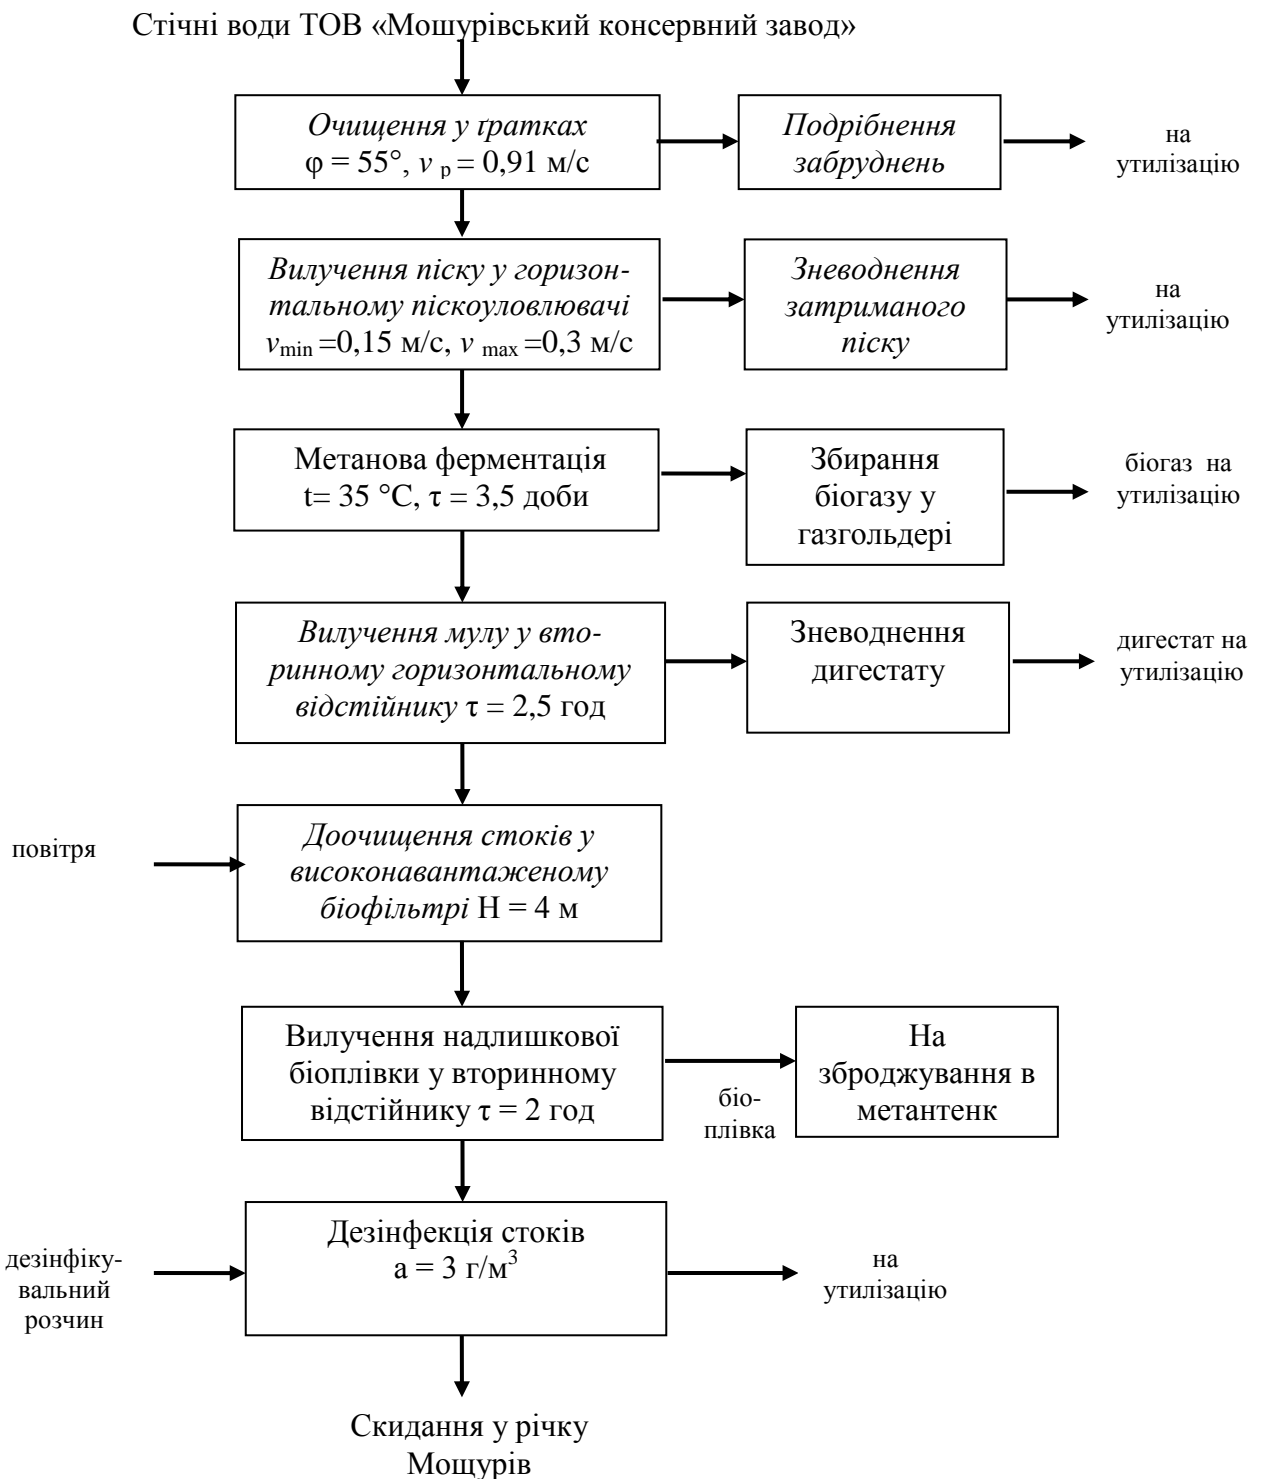 Стічні води ТОВ «Мошурівський консервний завод»
Очищення у ґратках
φ = 55°, v р = 0,91 м/с
Подрібнення
забруднень
на
утилізацію
Вилучення піску у горизон-
тальному піскоуловлювачі
vmin =0,15 м/с, v max =0,3 м/с
Зневоднення
затриманого
піску
на
утилізацію
Метанова ферментація
t= 35 °С, τ = 3,5 доби
Збирання
біогазу у
газгольдері
біогаз на
утилізацію
Вилучення мулу у вто-
ринному горизонтальному
відстійнику τ = 2,5 год
Зневоднення
дигестату
дигестат на
утилізацію
повітря
Доочищення стоків у
високонавантаженому
біофільтрі Н = 4 м
Вилучення надлишкової
біоплівки у вторинному
відстійнику τ = 2 год
біо-
плівка
На
зброджування в
метантенк
дезінфіку-
вальний
розчин
Дезінфекція стоків
а = 3 г/м³
на
утилізацію
Скидання у річку
Мощурів